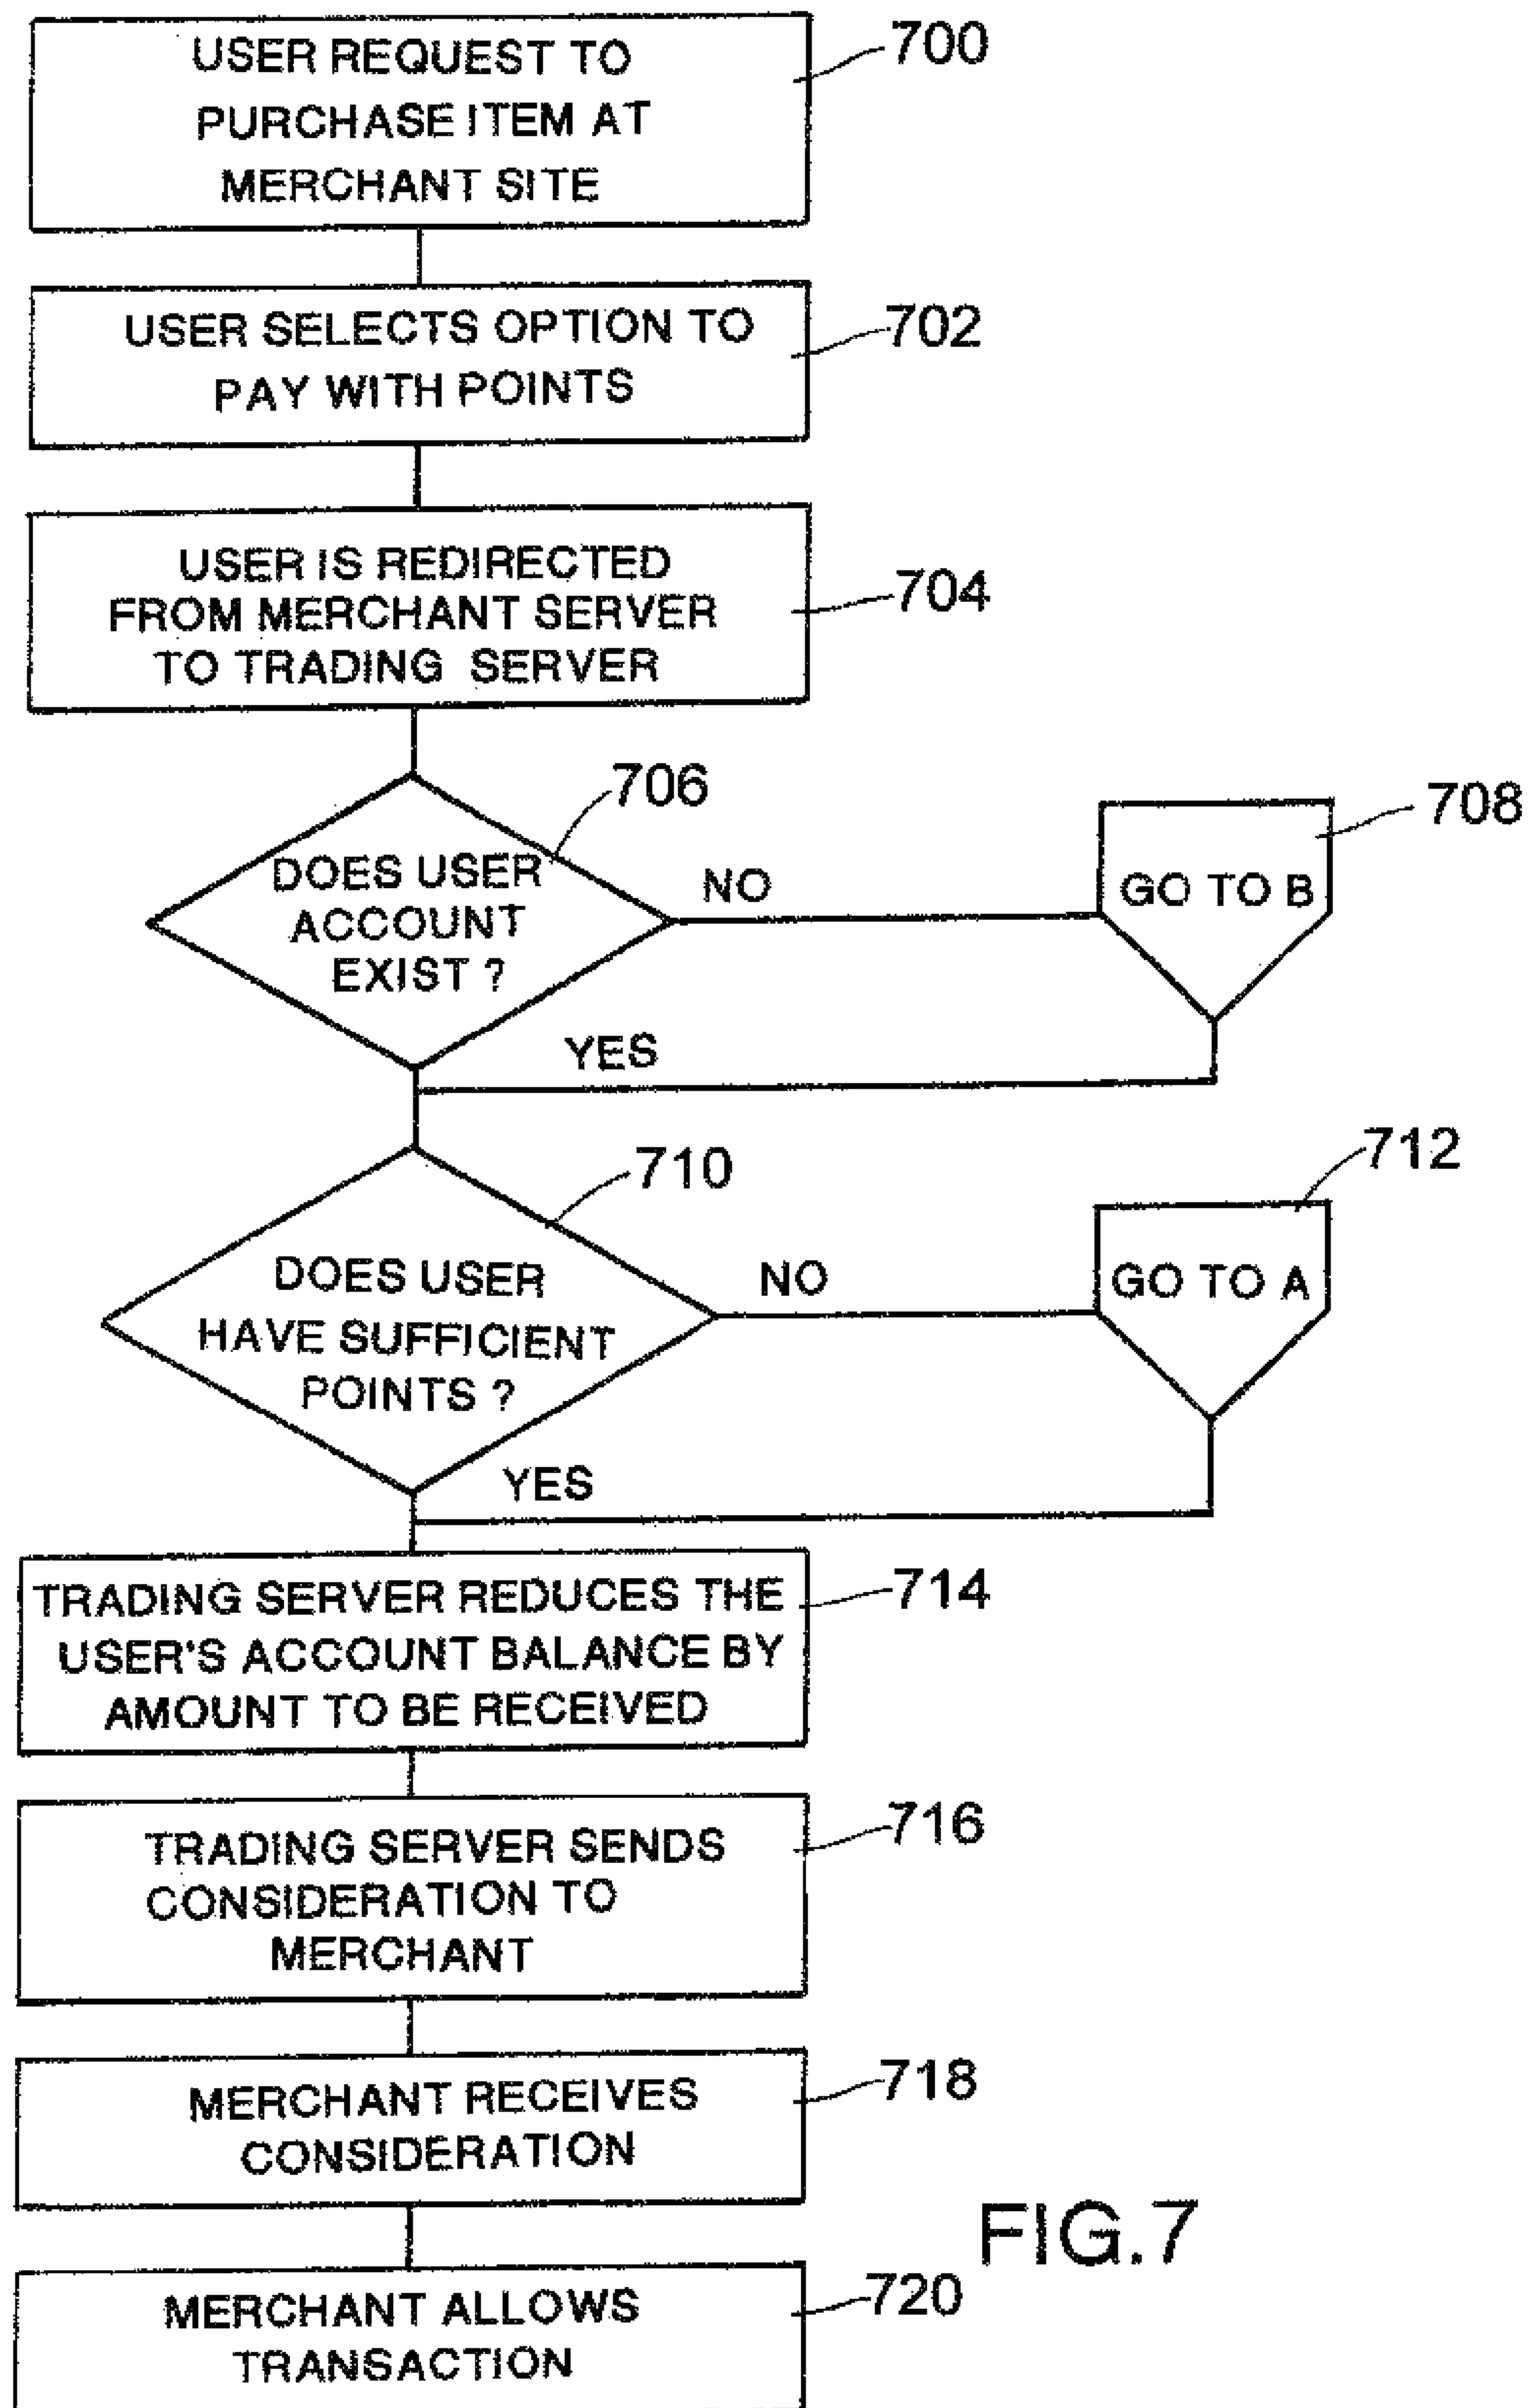 USER REQUEST TO
PURCHASE ITEM AT
MERCHANT SITE
700
USER SELECTS OPTION TO
PAY WITH POINTS
702
USER IS REDIRECTED
FROM MERCHANT SERVER
TO TRADING SERVER
704
706
DOES USER
ACCOUNT
EXIST ?
NO
708
GO TO B
YES
710
DOES USER
HAVE SUFFICIENT
POINTS ?
NO
712
GO TO A
YES
TRADING SERVER REDUCES THE
USER'S ACCOUNT BALANCE BY
AMOUNT TO BE RECEIVED
714
TRADING SERVER SENDS
CONSIDERATION TO
MERCHANT
716
MERCHANT RECEIVES
CONSIDERATION
718
MERCHANT ALLOWS
TRANSACTION
720
FIG.7